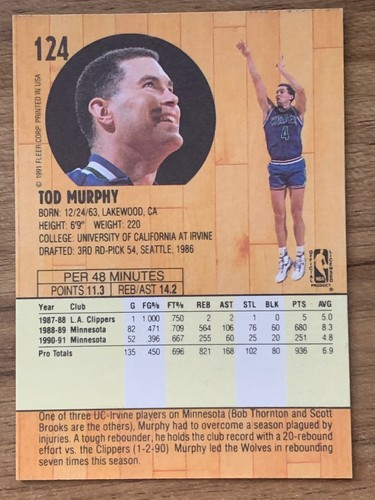 124
© 1991 FLEER CORP. PRINTED IN USA
4
TOD MURPHY
BORN: 12/24/63, LAKEWOOD, CA
HEIGHT: 6'9" WEIGHT: 220
COLLEGE: UNIVERSITY OF CALIFORNIA AT IRVINE
DRAFTED: 3RD RD-PICK 54, SEATTLE, 1986
NBA
PER 48 MINUTES
POINTS 11.3 REB/AST 14.2
Year Club G FG% FT% REB AST STL BLK PTS AVG
1987-88 L.A. Clippers 1 1 000 .750 2 2 1 0 5 5.0
1988-89 Minnesota 82 .471 .709 564 106 76 60 680 8.3
1990-91 Minnesota 52 .396 .667 255 60 25 20 251 4.8
Pro Totals 135 .450 .696 821 168 102 80 936 6.9
One of three UC-Irvine players on Minnesota (Bob Thornton and Scott
Brooks are the others), Murphy had to overcome a season plagued by
injuries. A tough rebounder, he holds the club record with a 20-rebound
effort vs. the Clippers (1-2-90). Murphy led the Wolves in rebounding
seven times this season.